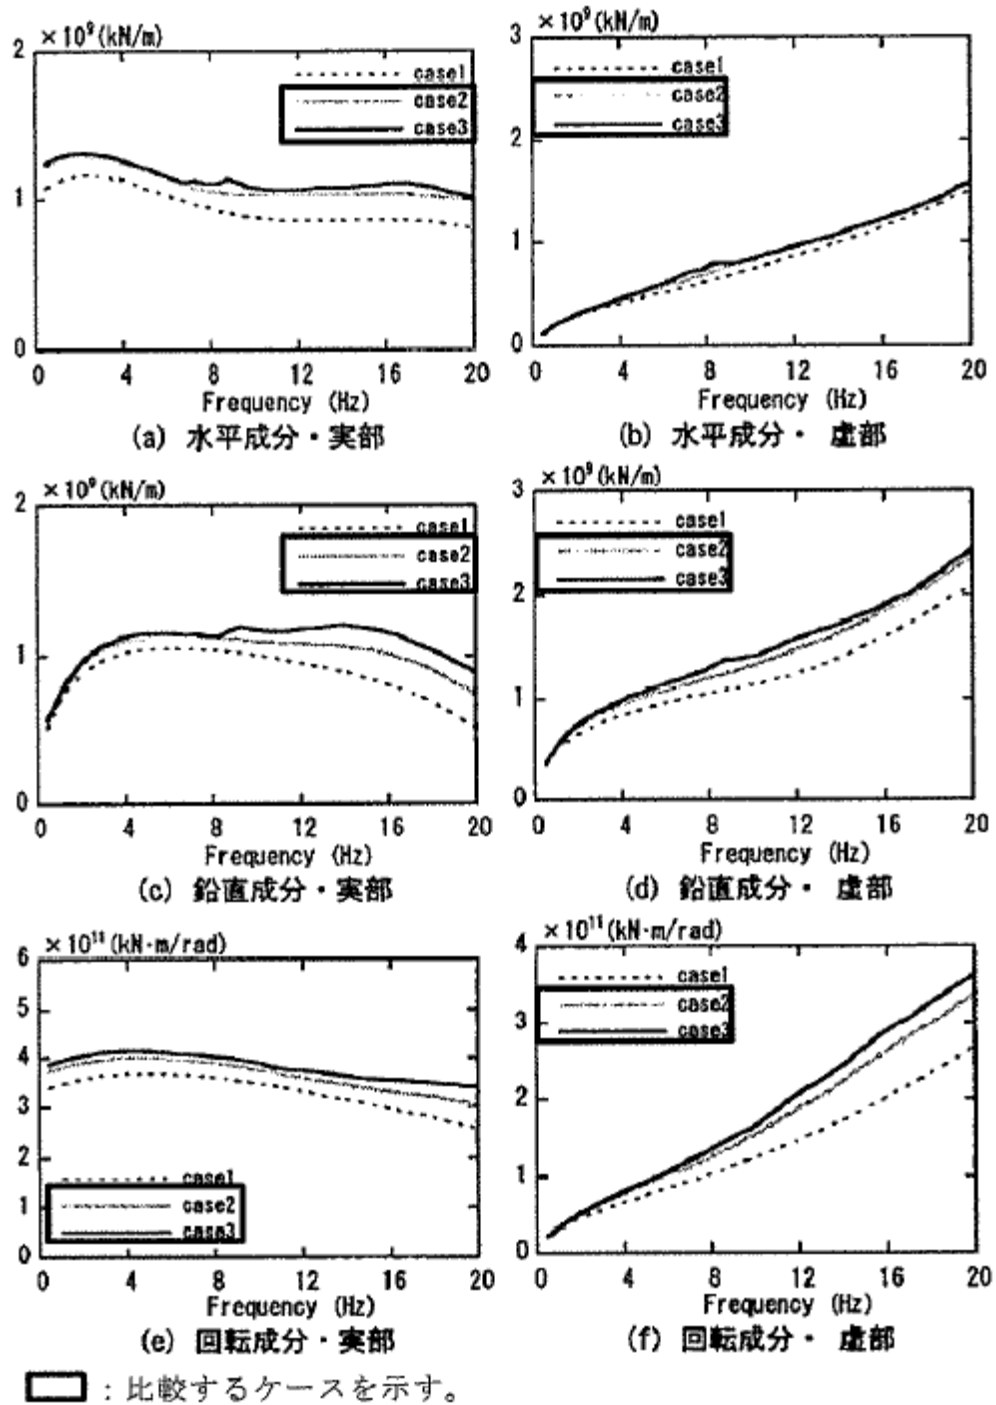 ×10⁹(kN/m)
2
1
0
case1
case2
case3
0 4 8 12 16 20
Frequency (Hz)
(a) 水平成分・実部
×10⁹(kN/m)
3
2
1
0
case1
case2
case3
0 4 8 12 16 20
Frequency (Hz)
(b) 水平成分・ 虚部
×10⁹(kN/m)
2
1
0
case1
case2
case3
0 4 8 12 16 20
Frequency (Hz)
(c) 鉛直成分・実部
×10⁹(kN/m)
3
2
1
0
case1
case2
case3
0 4 8 12 16 20
Frequency (Hz)
(d) 鉛直成分・ 虚部
×10¹¹(kN·m/rad)
6
5
4
3
2
1
0
case1
case2
case3
0 4 8 12 16 20
Frequency (Hz)
(e) 回転成分・実部
×10¹¹(kN·m/rad)
4
3
2
1
0
case1
case2
case3
0 4 8 12 16 20
Frequency (Hz)
(f) 回転成分・ 虚部
：比較するケースを示す。